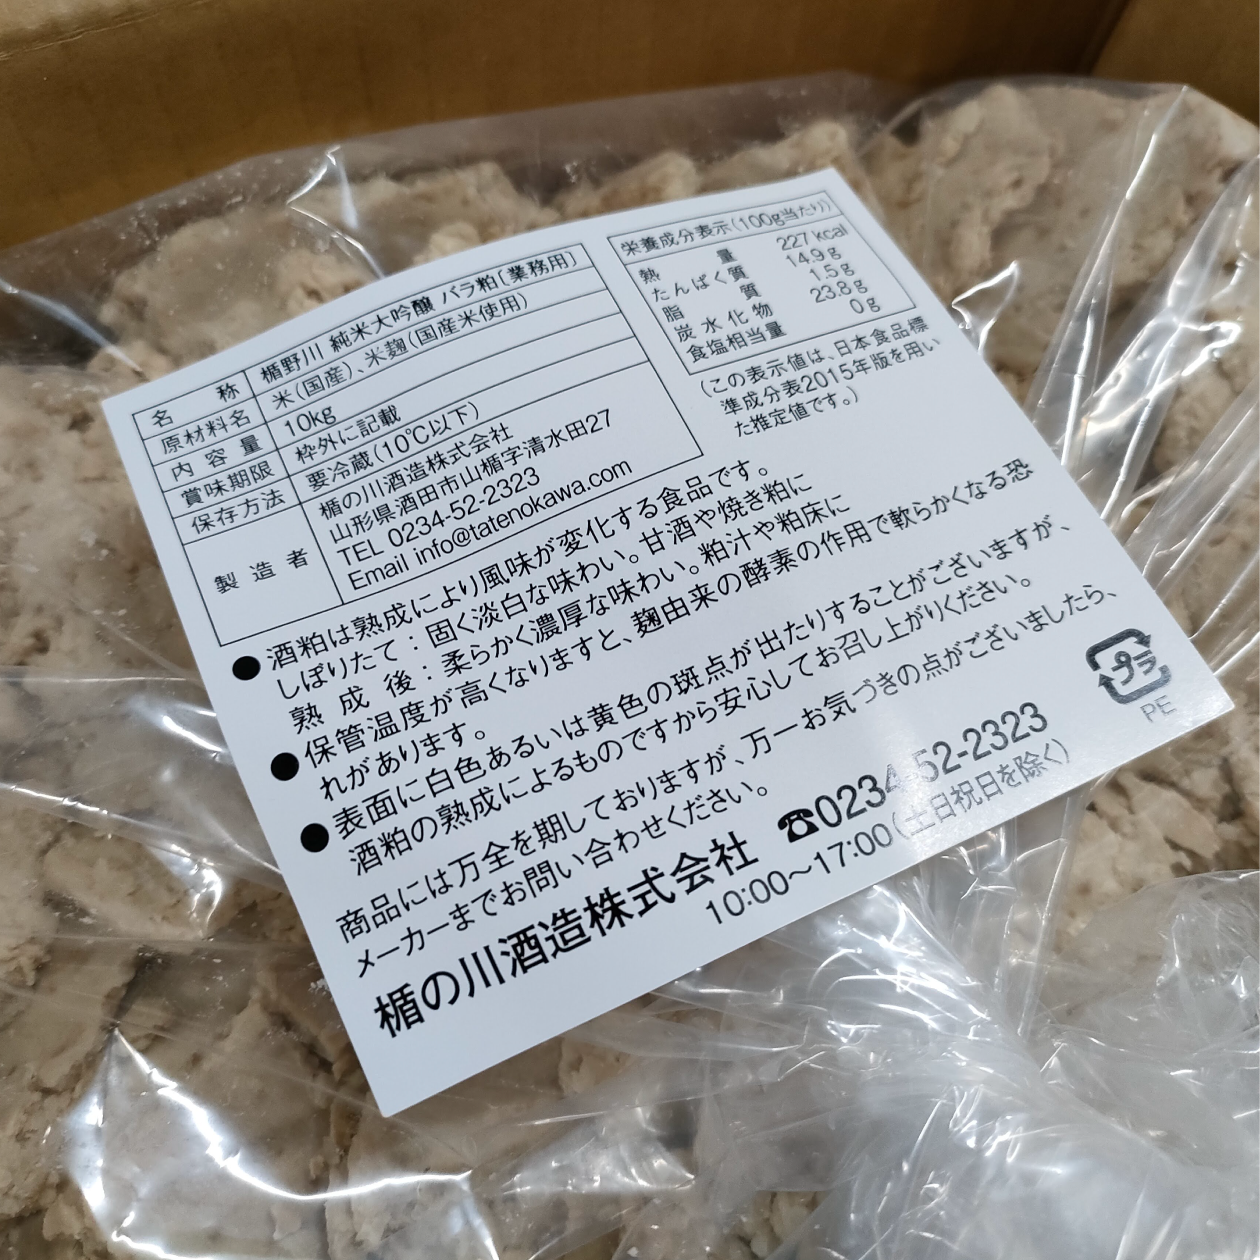 名称 楯野川 純米大吟醸 バラ粕〔業務用〕
原材料名 米(国産)、米麹(国産米使用)
内容量 10kg
賞味期限 枠外に記載
保存方法 要冷蔵(10℃以下)
製造者 楯の川酒造株式会社
山形県酒田市山楯字清水田27
TEL 0234-52-2323
Email info@tatenokawa.com
栄養成分表示(100g当たり)
熱量 227 kcal
たんぱく質 14.9g
脂質 1.5g
炭水化物 23.8g
食塩相当量 0g
(この表示値は、日本食品標
準成分表2015年版を用い
た推定値です。)
●酒粕は熟成により風味が変化する食品です。
しぼりたて：固く淡白な味わい。甘酒や焼き粕に
熟成後：柔らかく濃厚な味わい。粕汁や粕床に
●保管温度が高くなりますと、麹由来の酵素の作用で軟らかくなる恐
れがあります。
●表面に白色あるいは黄色の斑点が出たりすることがございますが、
酒粕の熟成によるものですから安心してお召し上がりください。
商品には万全を期しておりますが、万一お気づきの点がございましたら、
メーカーまでお問い合わせください。
楯の川酒造株式会社 ☎0234-52-2323
10:00〜17:00(土日祝日を除く)
プラ
PE